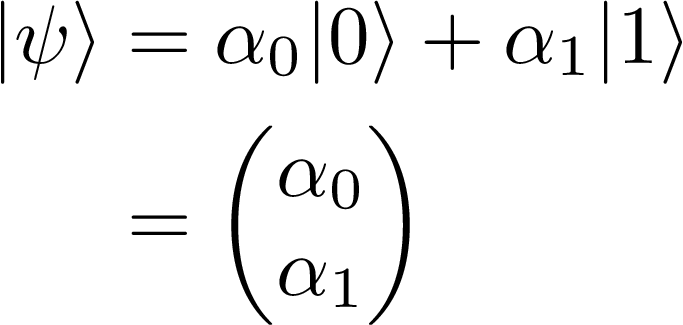 |ψ⟩ = α₀|0⟩ + α₁|1⟩
= (α₀
α₁)